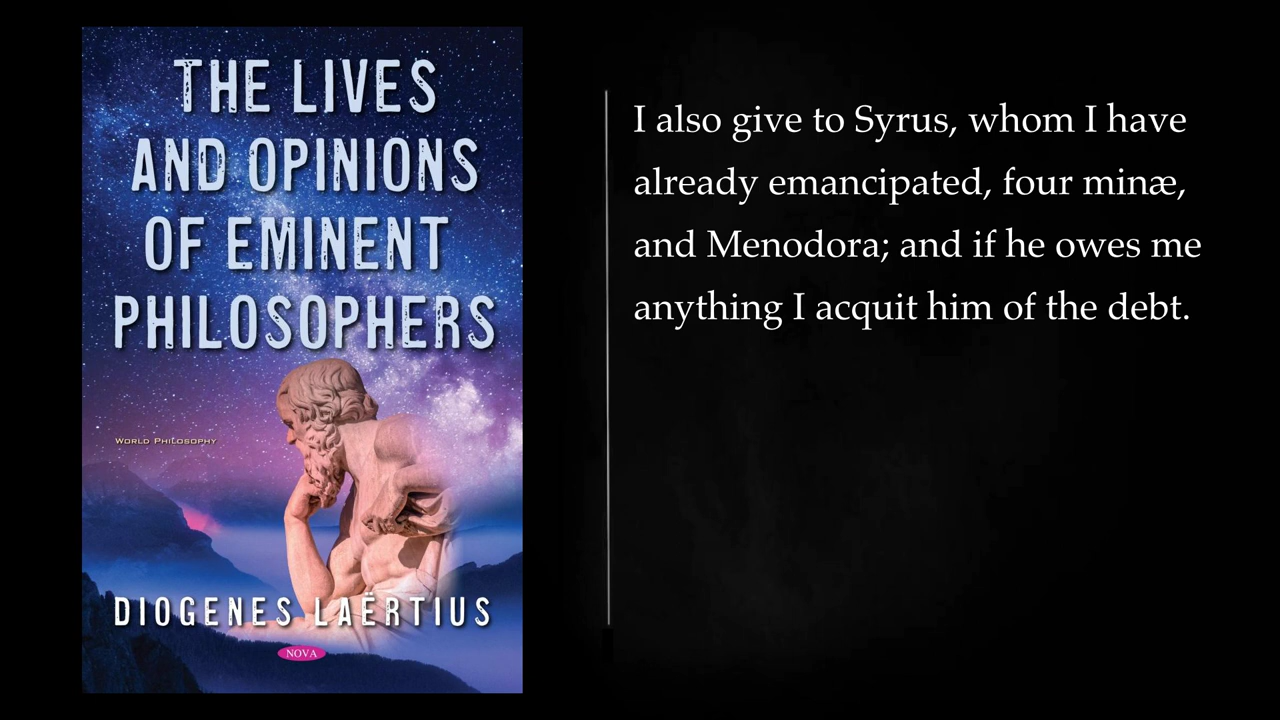 THE LIVES
AND OPINIONS
OF EMINENT
PHILOSOPHERS
WORLD PHILOSOPHY
DIOGENES LAËRTIUS
NOVA
I also give to Syrus, whom I have
already emancipated, four minæ,
and Menodora; and if he owes me
anything I acquit him of the debt.